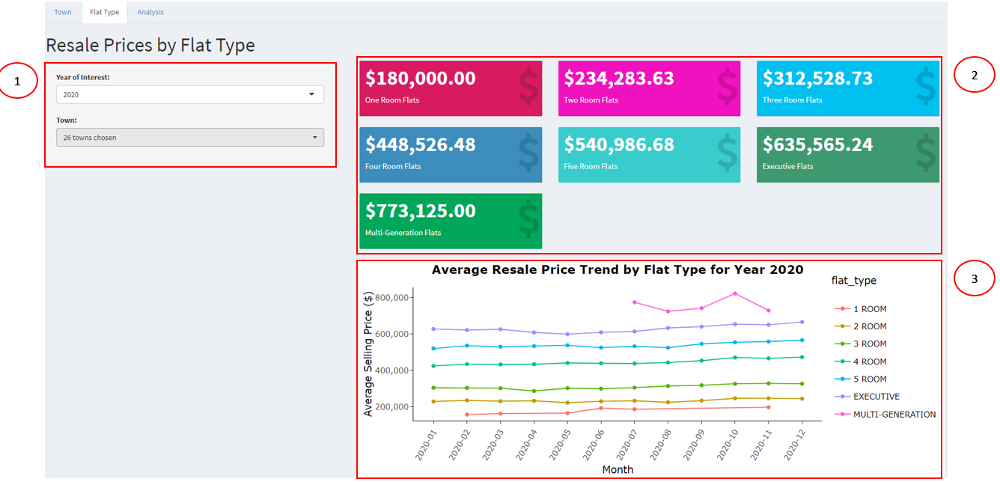 Town Flat Type Analysis
Resale Prices by Flat Type
1
Year of Interest:
2020
Town:
26 towns chosen
2
$180,000.00
One Room Flats
$
$234,283.63
Two Room Flats
$
$312,528.73
Three Room Flats
$
$448,526.48
Four Room Flats
$
$540,986.68
Five Room Flats
$
$635,565.24
Executive Flats
$
$773,125.00
Multi-Generation Flats
$
3
Average Resale Price Trend by Flat Type for Year 2020
Average Selling Price ($)
800,000
600,000
400,000
200,000
2020-01
2020-02
2020-03
2020-04
2020-05
2020-06
2020-07
2020-08
2020-09
2020-10
2020-11
2020-12
Month
flat_type
1 ROOM
2 ROOM
3 ROOM
4 ROOM
5 ROOM
EXECUTIVE
MULTI-GENERATION